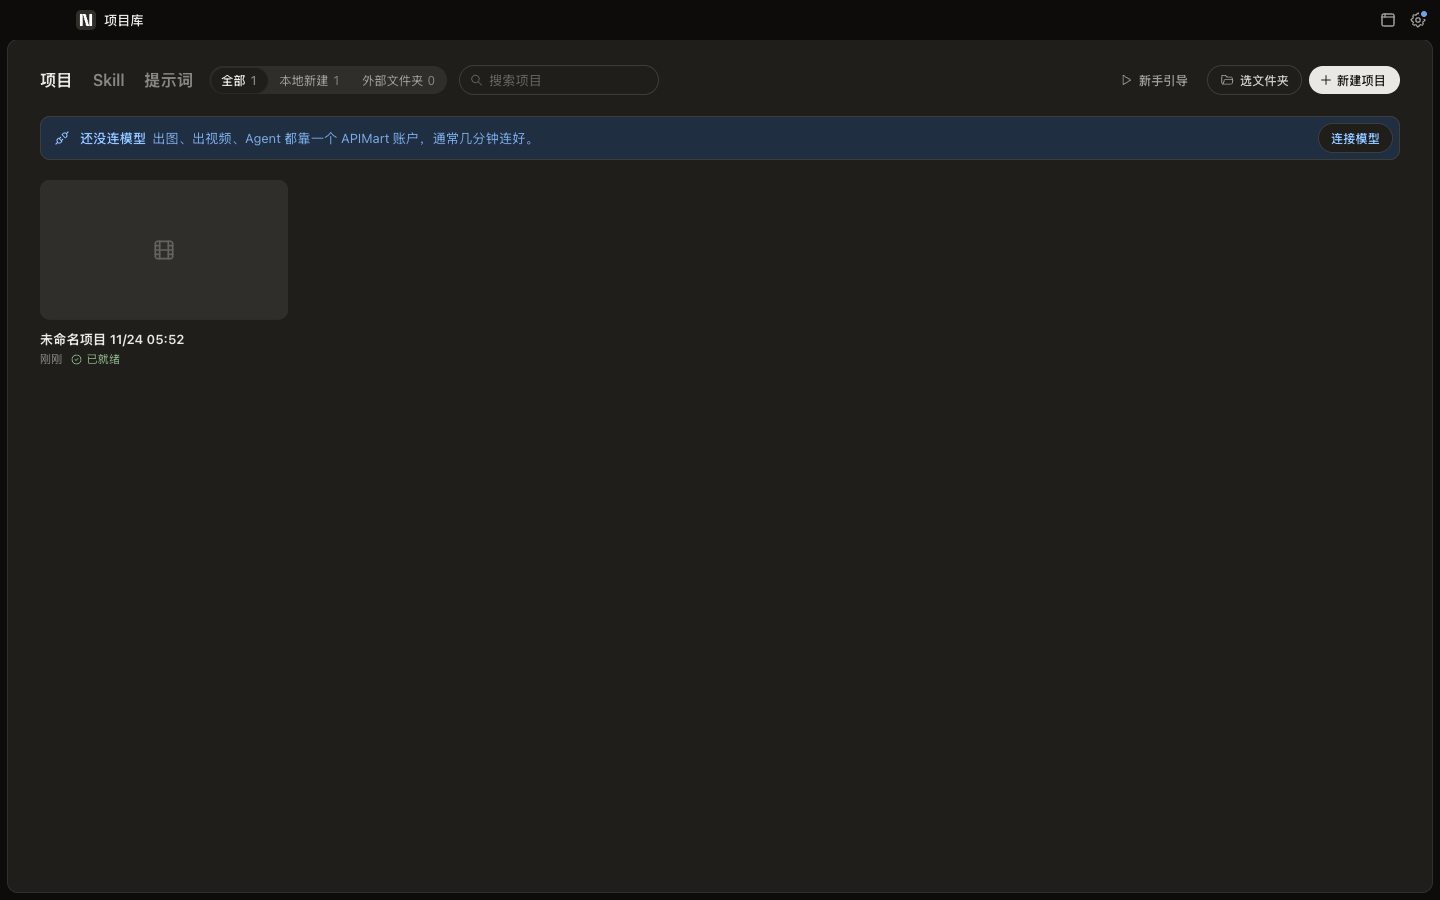 项目库
项目 Skill 提示词 全部 1 本地新建 1 外部文件夹 0 搜索项目 新手引导 选文件夹 新建项目
还没连模型 出图、出视频、Agent 都靠一个 APIMart 账户，通常几分钟连好。 连接模型
未命名项目 11/24 05:52
刚刚 已就绪